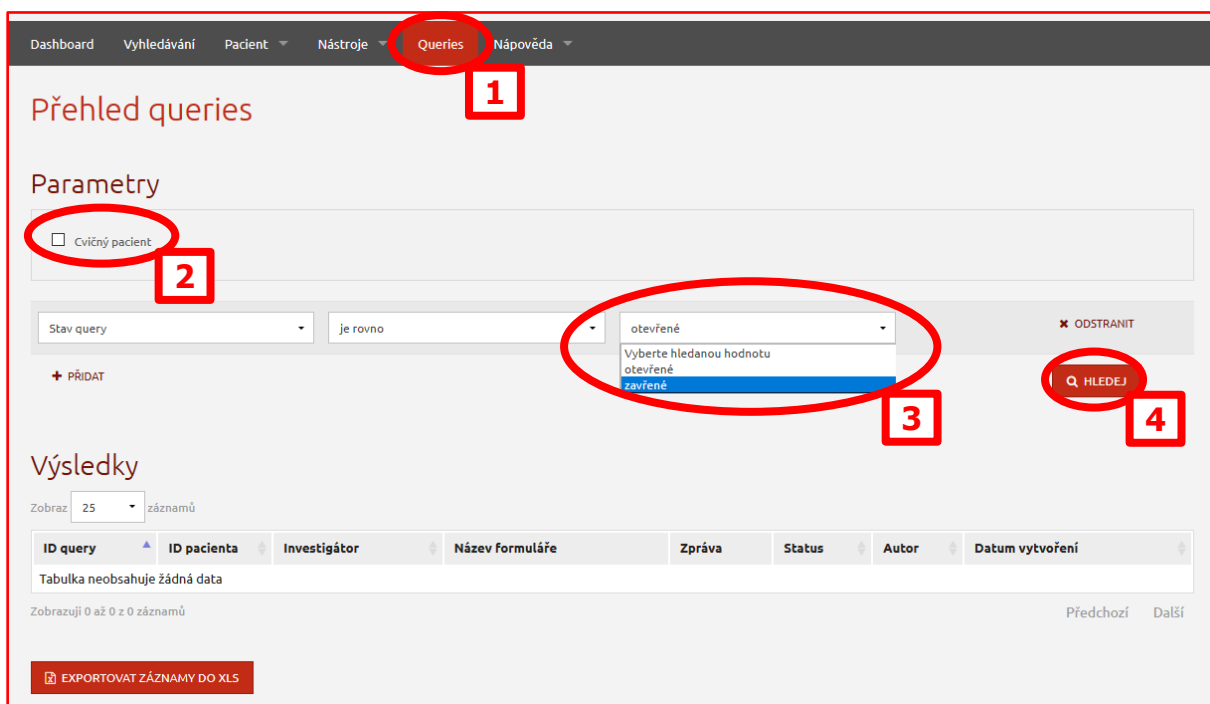 Dashboard Vyhledávání Pacient Nástroje Queries Nápověda
1
Přehled queries
Parametry
Cvičný pacient
2
Stav query je rovno otevřené ODSTRANIT
Vyberte hledanou hodnotu
otevřené
zavřené
PŘIDAT HLEDEJ
3
4
Výsledky
Zobraz 25 záznamů
ID query ID pacienta Investigátor Název formuláře Zpráva Status Autor Datum vytvoření
Tabulka neobsahuje žádná data
Zobrazuji 0 až 0 z 0 záznamů Předchozí Další
EXPORTOVAT ZÁZNAMY DO XLS